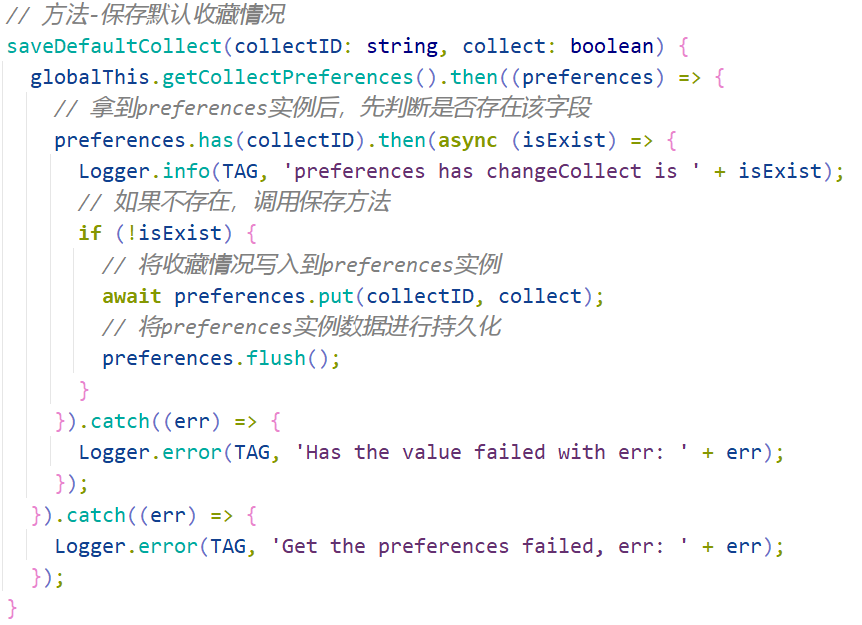 // 方法-保存默认收藏情况
saveDefaultCollect(collectID: string, collect: boolean) {
globalThis.getCollectPreferences().then((preferences) => {
// 拿到preferences实例后，先判断是否存在该字段
preferences.has(collectID).then(async (isExist) => {
Logger.info(TAG, 'preferences has changeCollect is ' + isExist);
// 如果不存在，调用保存方法
if (!isExist) {
// 将收藏情况写入到preferences实例
await preferences.put(collectID, collect);
// 将preferences实例数据进行持久化
preferences.flush();
}
}).catch((err) => {
Logger.error(TAG, 'Has the value failed with err: ' + err);
});
}).catch((err) => {
Logger.error(TAG, 'Get the preferences failed, err: ' + err);
});
}